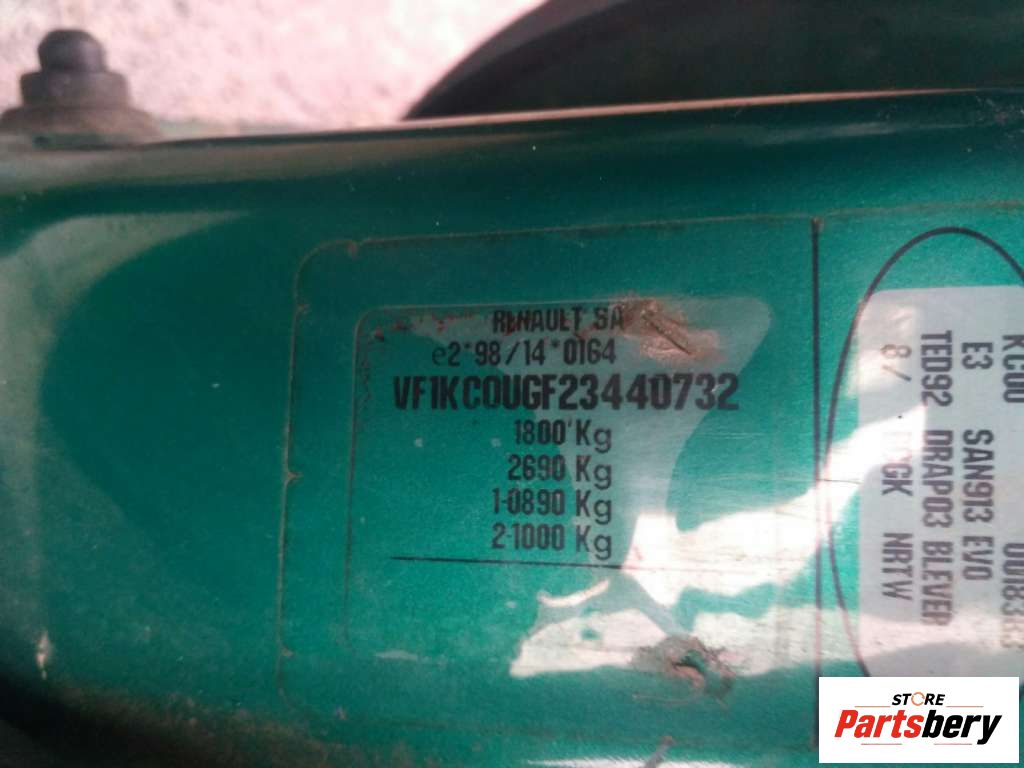 RENAULT SA
e2*98/14*0164
VF1KC0UGF23440732
1800 Kg
2690 Kg
1-0890 Kg
2-1000 Kg
KC00
E3 SAN913 EVO
TED92 DRAP03 BLEVER
8/ NRTW
STORE
Partsbery